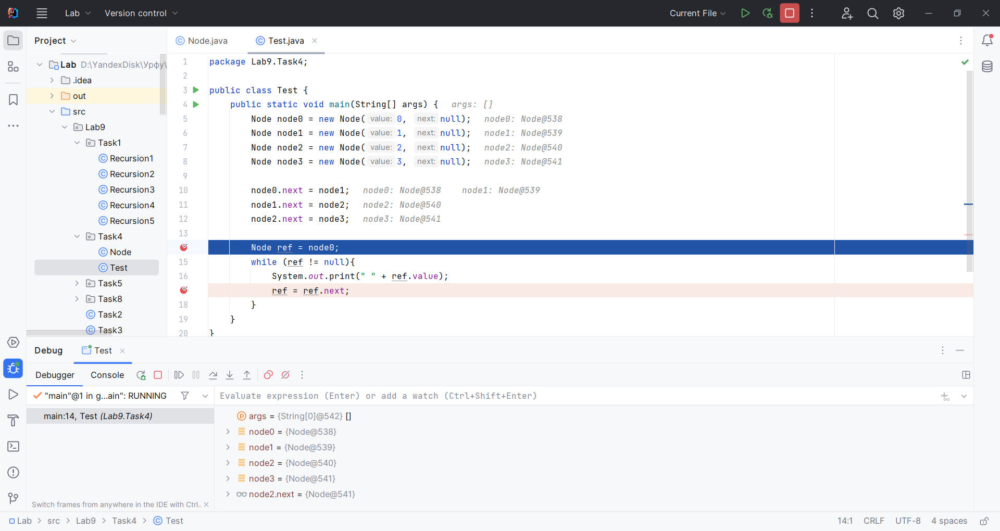 Lab
Version control
Current File
Project
Node.java
Test.java
Lab D:\YandexDisk\Урфу\
.idea
out
src
Lab9
Task1
Recursion1
Recursion2
Recursion3
Recursion4
Recursion5
Task4
Node
Test
Task5
Task8
Task2
Task3
1 package Lab9.Task4;
2
3 public class Test {
4 public static void main(String[] args) { args: []
5 Node node0 = new Node( value: 0, next: null); node0: Node@538
6 Node node1 = new Node( value: 1, next: null); node1: Node@539
7 Node node2 = new Node( value: 2, next: null); node2: Node@540
8 Node node3 = new Node( value: 3, next: null); node3: Node@541
9
10 node0.next = node1; node0: Node@538 node1: Node@539
11 node1.next = node2; node2: Node@540
12 node2.next = node3; node3: Node@541
13
Node ref = node0;
15 while (ref != null){
16 System.out.print(" " + ref.value);
ref = ref.next;
18 }
19 }
20 }
Debug
Test
Debugger
Console
"main"@1 in g...ain": RUNNING
Evaluate expression (Enter) or add a watch (Ctrl+Shift+Enter)
main:14, Test (Lab9.Task4)
args = {String[0]@542} []
node0 = {Node@538}
node1 = {Node@539}
node2 = {Node@540}
node3 = {Node@541}
node2.next = {Node@541}
Switch frames from anywhere in the IDE with Ctrl..
Lab > src > Lab9 > Task4 > Test
14:1 CRLF UTF-8 4 spaces